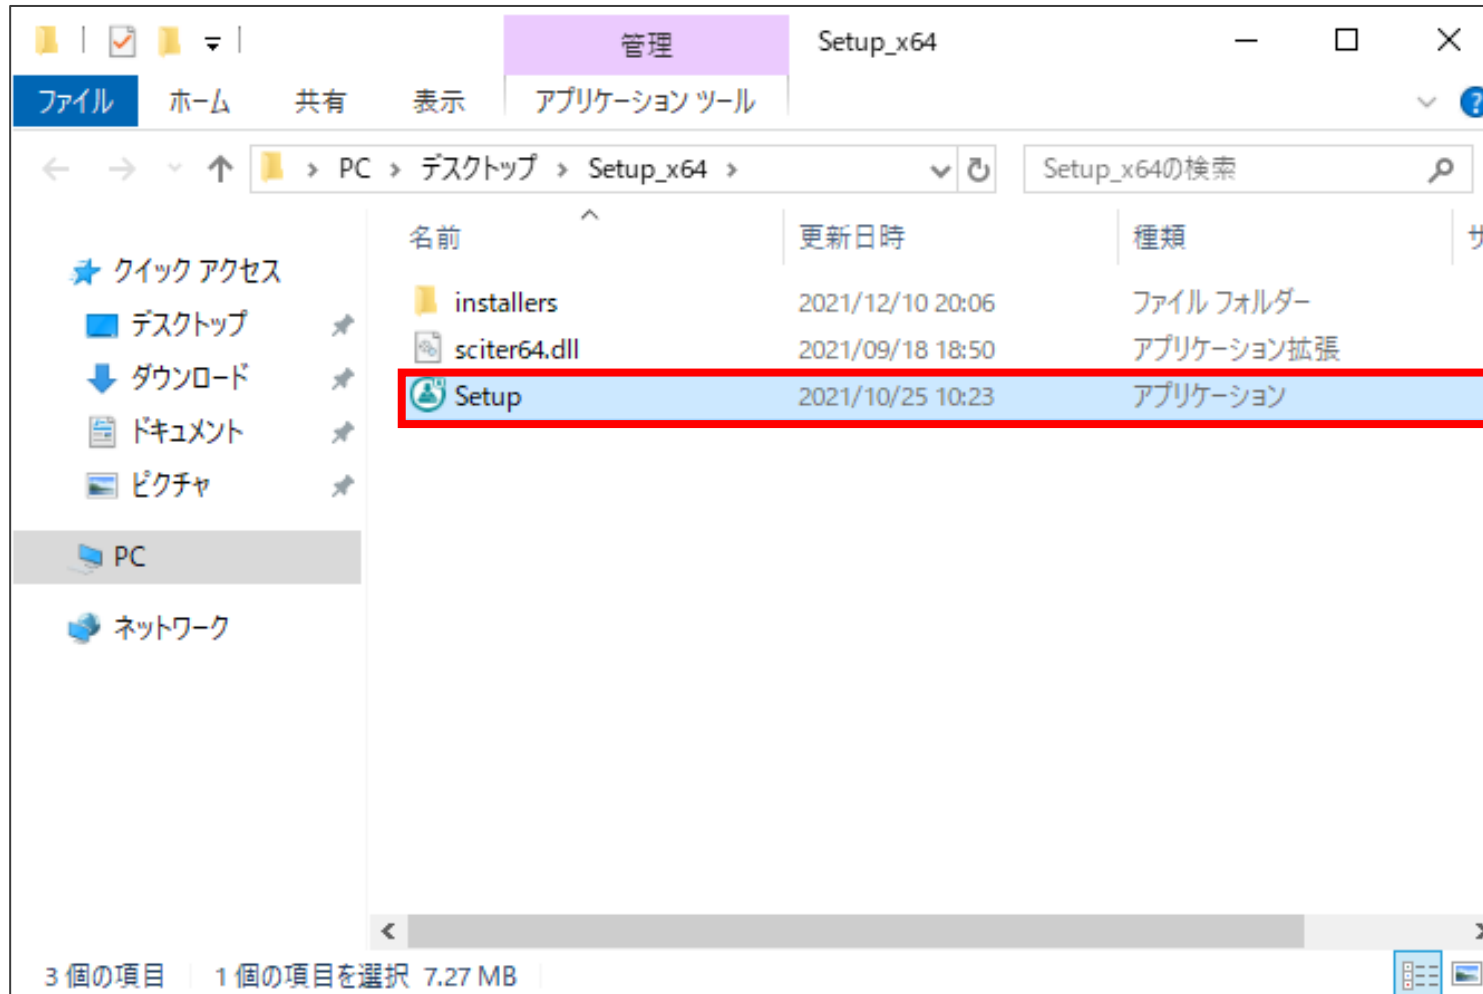 管理 Setup_x64
ファイル ホーム 共有 表示 アプリケーション ツール
PC デスクトップ Setup_x64 Setup_x64の検索
名前 更新日時 種類 サ
クイック アクセス
デスクトップ
ダウンロード
ドキュメント
ピクチャ
PC
ネットワーク
installers 2021/12/10 20:06 ファイル フォルダー
sciter64.dll 2021/09/18 18:50 アプリケーション拡張
Setup 2021/10/25 10:23 アプリケーション
3 個の項目 1 個の項目を選択 7.27 MB